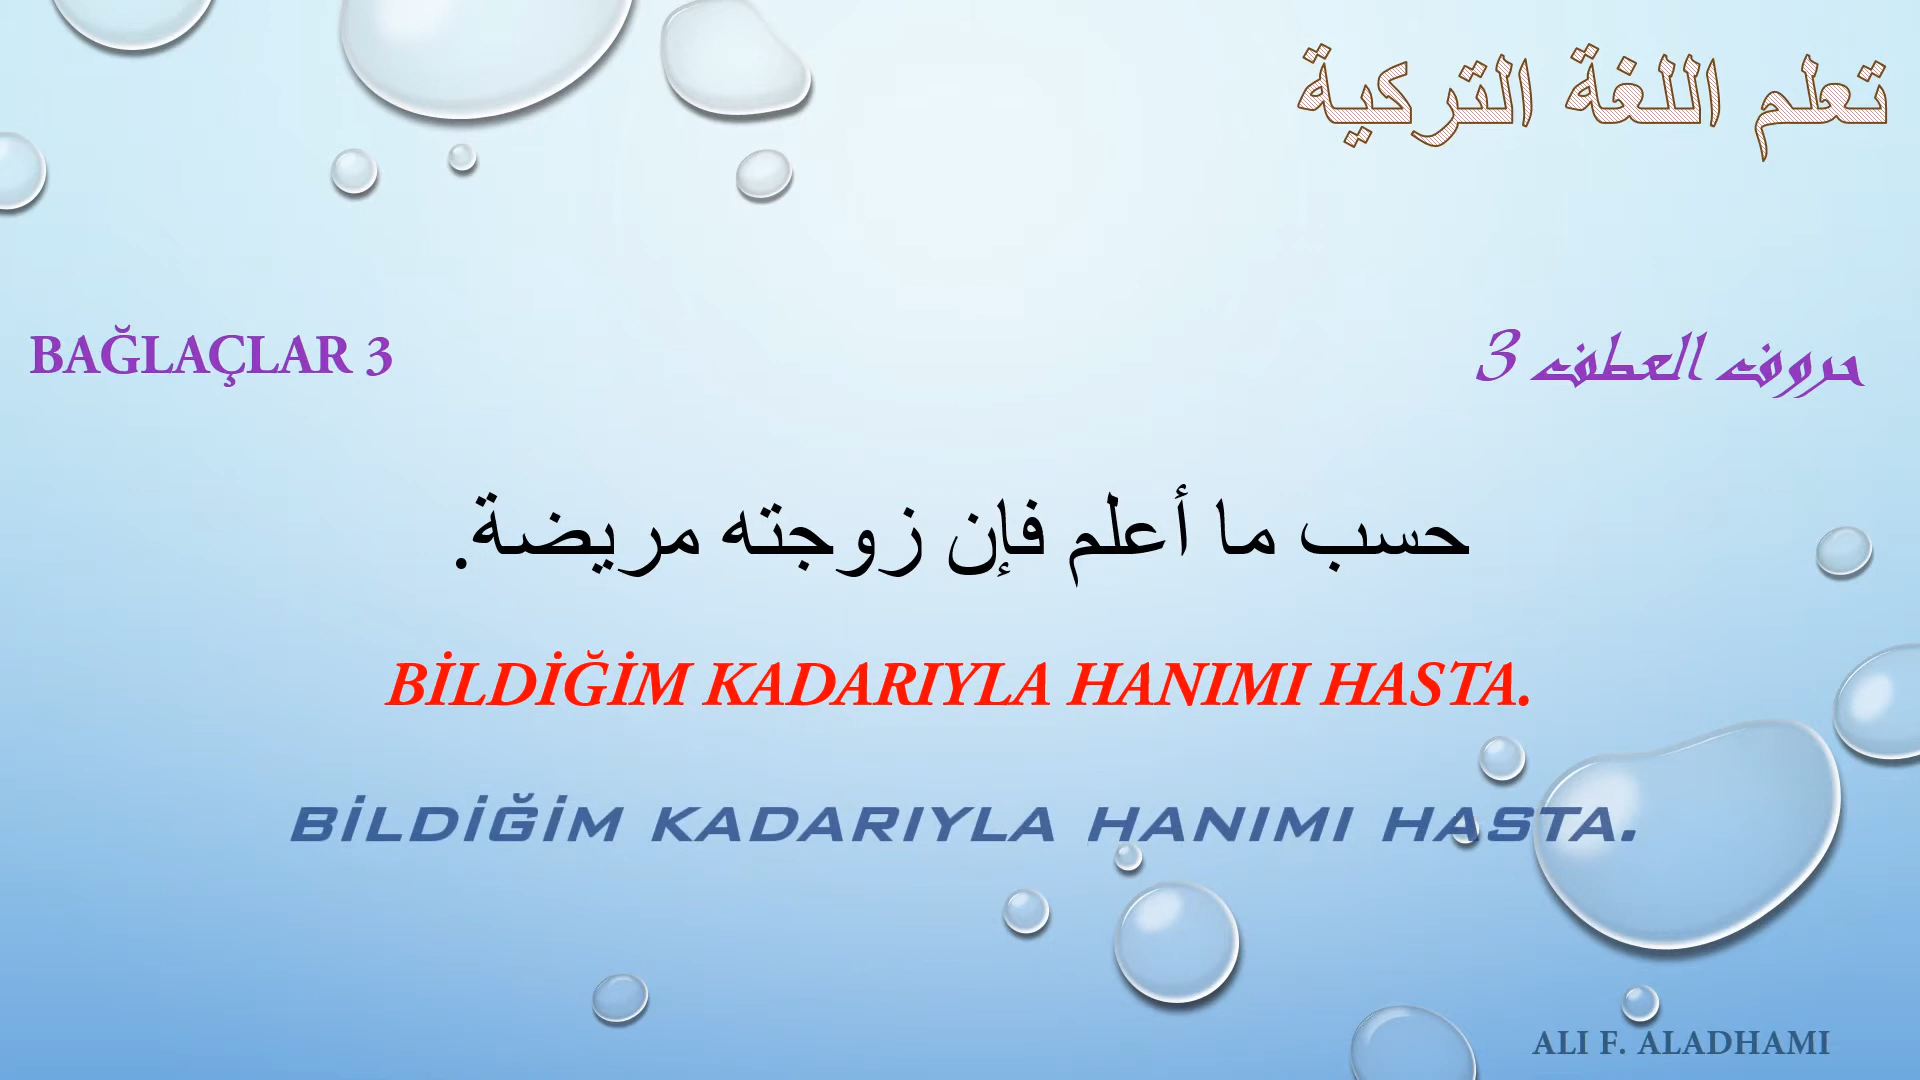 تعلم اللغة التركية
BAĞLAÇLAR 3
حروف العطف 3
حسب ما أعلم فإن زوجته مريضة.
BİLDİĞİM KADARIYLA HANIMI HASTA.
BİLDİĞİM KADARIYLA HANIMI HASTA.
ALI F. ALADHAMI